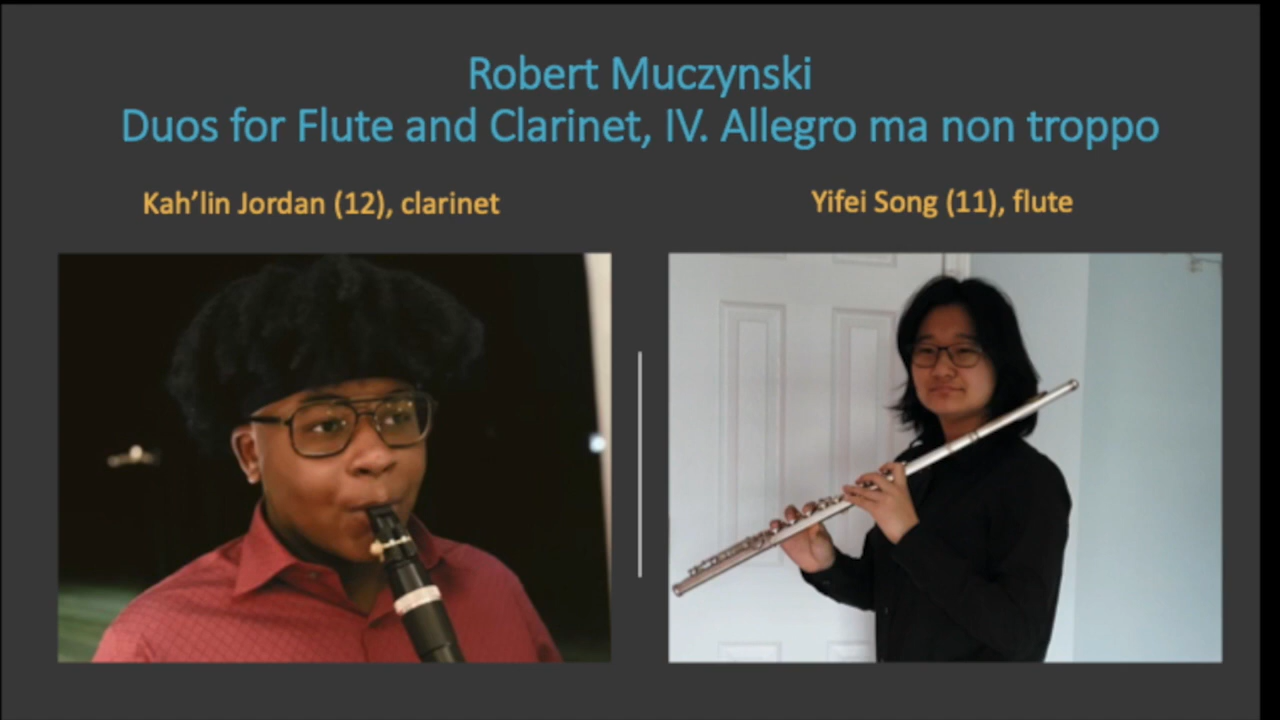 Robert Muczynski
Duos for Flute and Clarinet, IV. Allegro ma non troppo
Kah’lin Jordan (12), clarinet
Yifei Song (11), flute